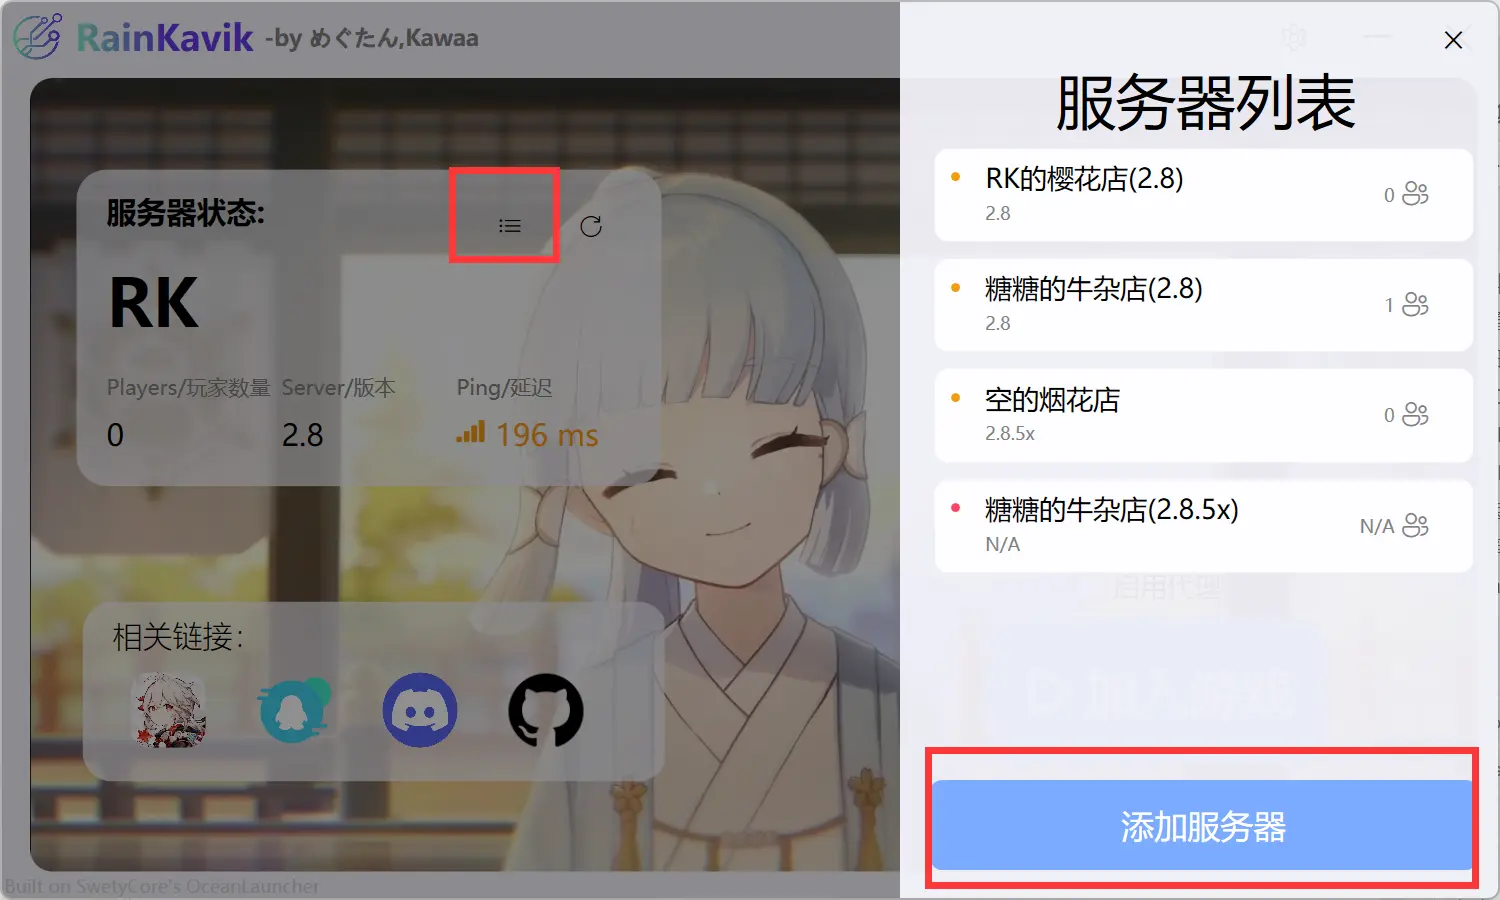 RainKavik -by めぐたん,Kawaa
服务器状态:
RK
Players/玩家数量 Server/版本 Ping/延迟
0 2.8 196 ms
相关链接:
Built on SwetyCore's OceanLauncher
服务器列表
RK的樱花店(2.8)
2.8
0
糖糖的牛杂店(2.8)
2.8
1
空的烟花店
2.8.5x
0
糖糖的牛杂店(2.8.5x)
N/A
N/A
启用代理
添加服务器